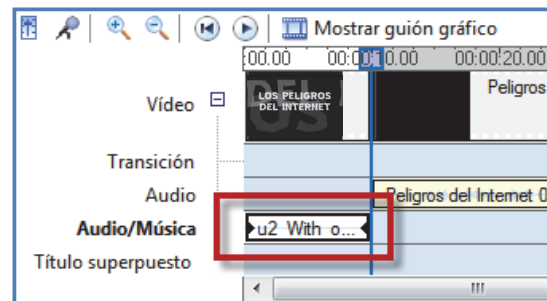 Mostrar guión gráfico
:00.00 00:00:10.00 00:00:20.00
Vídeo
LOS PELIGROS
DEL INTERNET
Peligros
Transición
Audio
Peligros del Internet 0
Audio/Música
u2 With o...
Título superpuesto